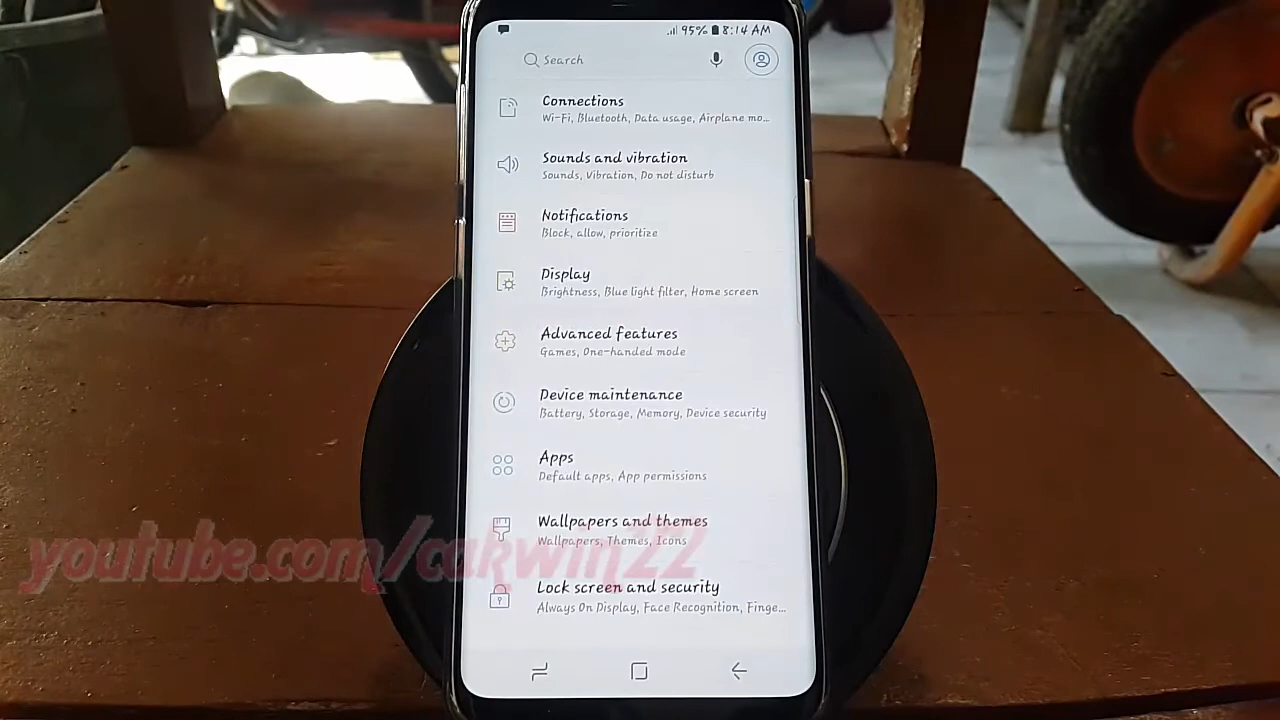 95% 8:14 AM
Search
Connections
Wi-Fi, Bluetooth, Data usage, Airplane mo...
Sounds and vibration
Sounds, Vibration, Do not disturb
Notifications
Block, allow, prioritize
Display
Brightness, Blue light filter, Home screen
Advanced features
Games, One-handed mode
Device maintenance
Battery, Storage, Memory, Device security
Apps
Default apps, App permissions
Wallpapers and themes
Wallpapers, Themes, Icons
youtube.com/cakwin22
Lock screen and security
Always On Display, Face Recognition, Finge...